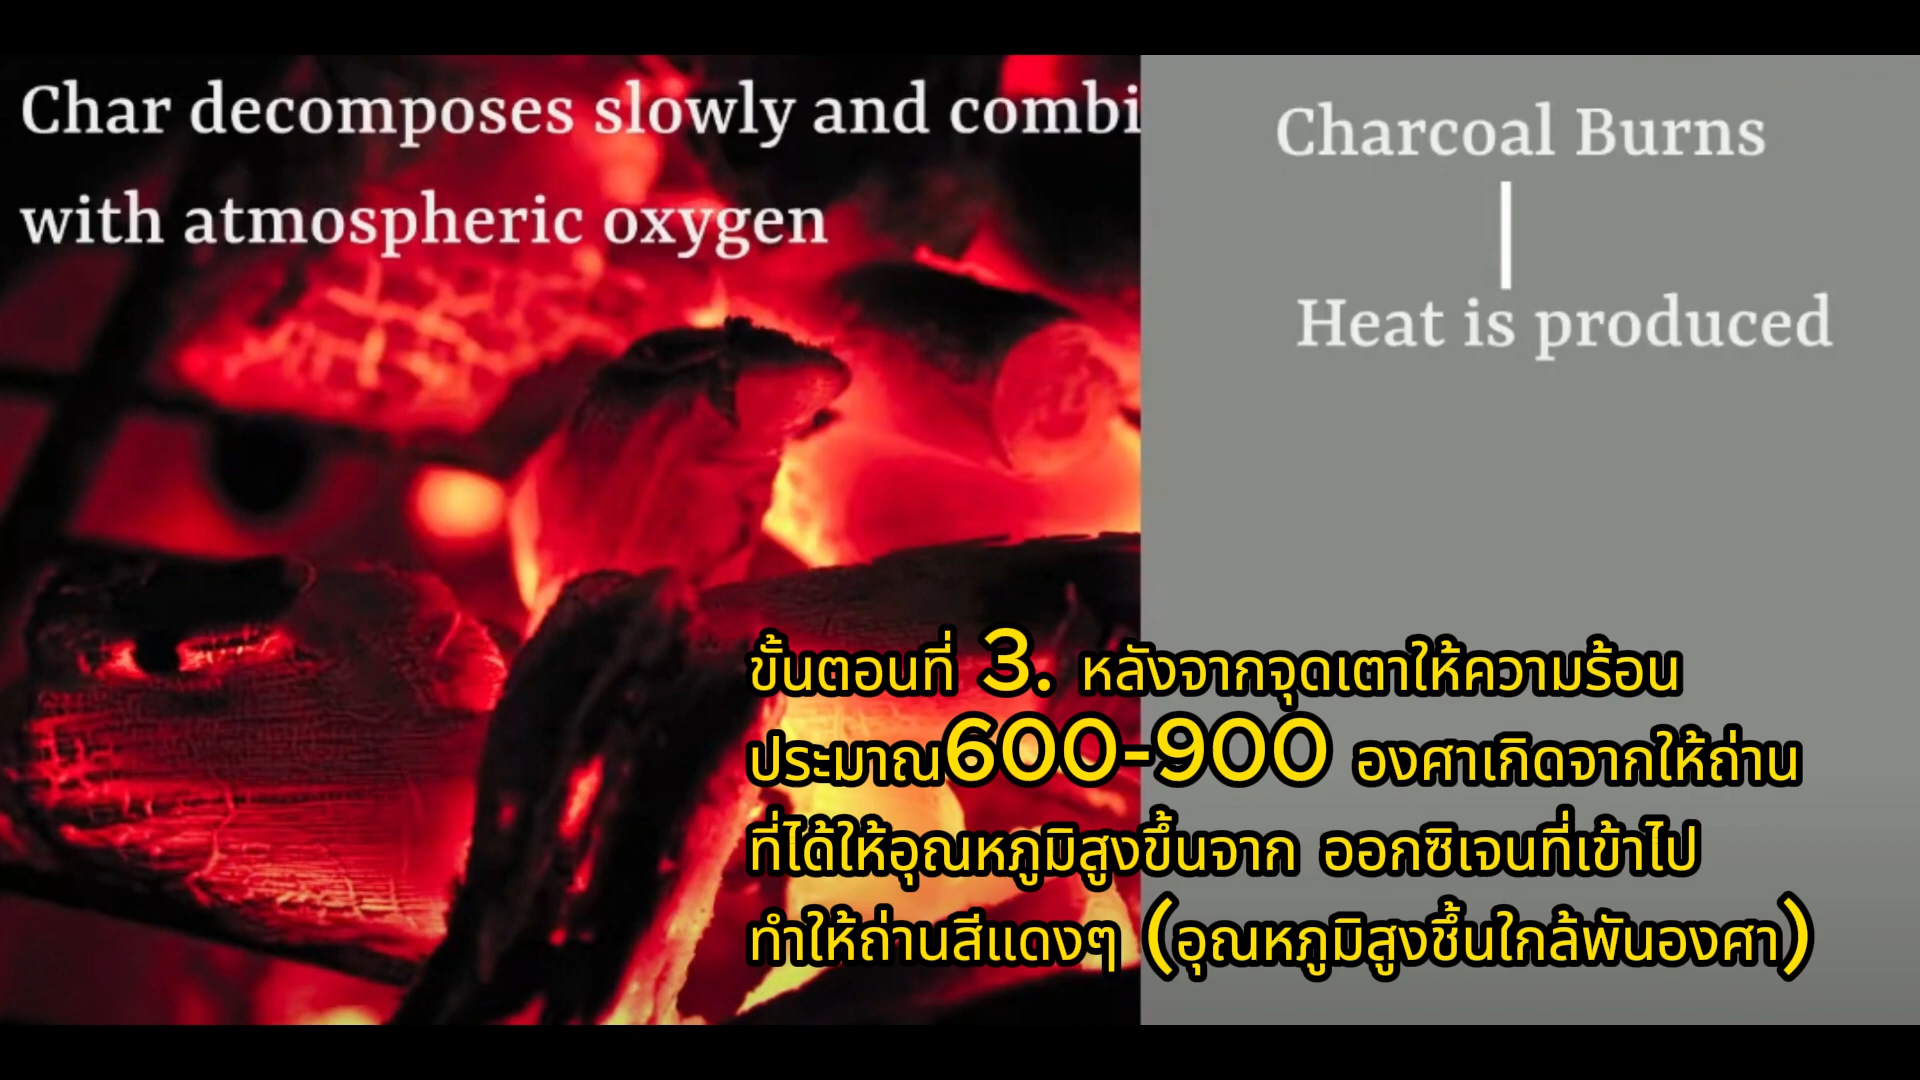 Char decomposes slowly and combi
with atmospheric oxygen
Charcoal Burns
Heat is produced
ขั้นตอนที่ 3. หลังจากจุดเตาให้ความร้อน
ประมาณ600-900 องศาเกิดจากให้ถ่าน
ที่ได้ให้อุณหภูมิสูงขึ้นจาก ออกซิเจนที่เข้าไป
ทำให้ถ่านสีแดงๆ (อุณหภูมิสูงชึ้นใกล้พันองศา)